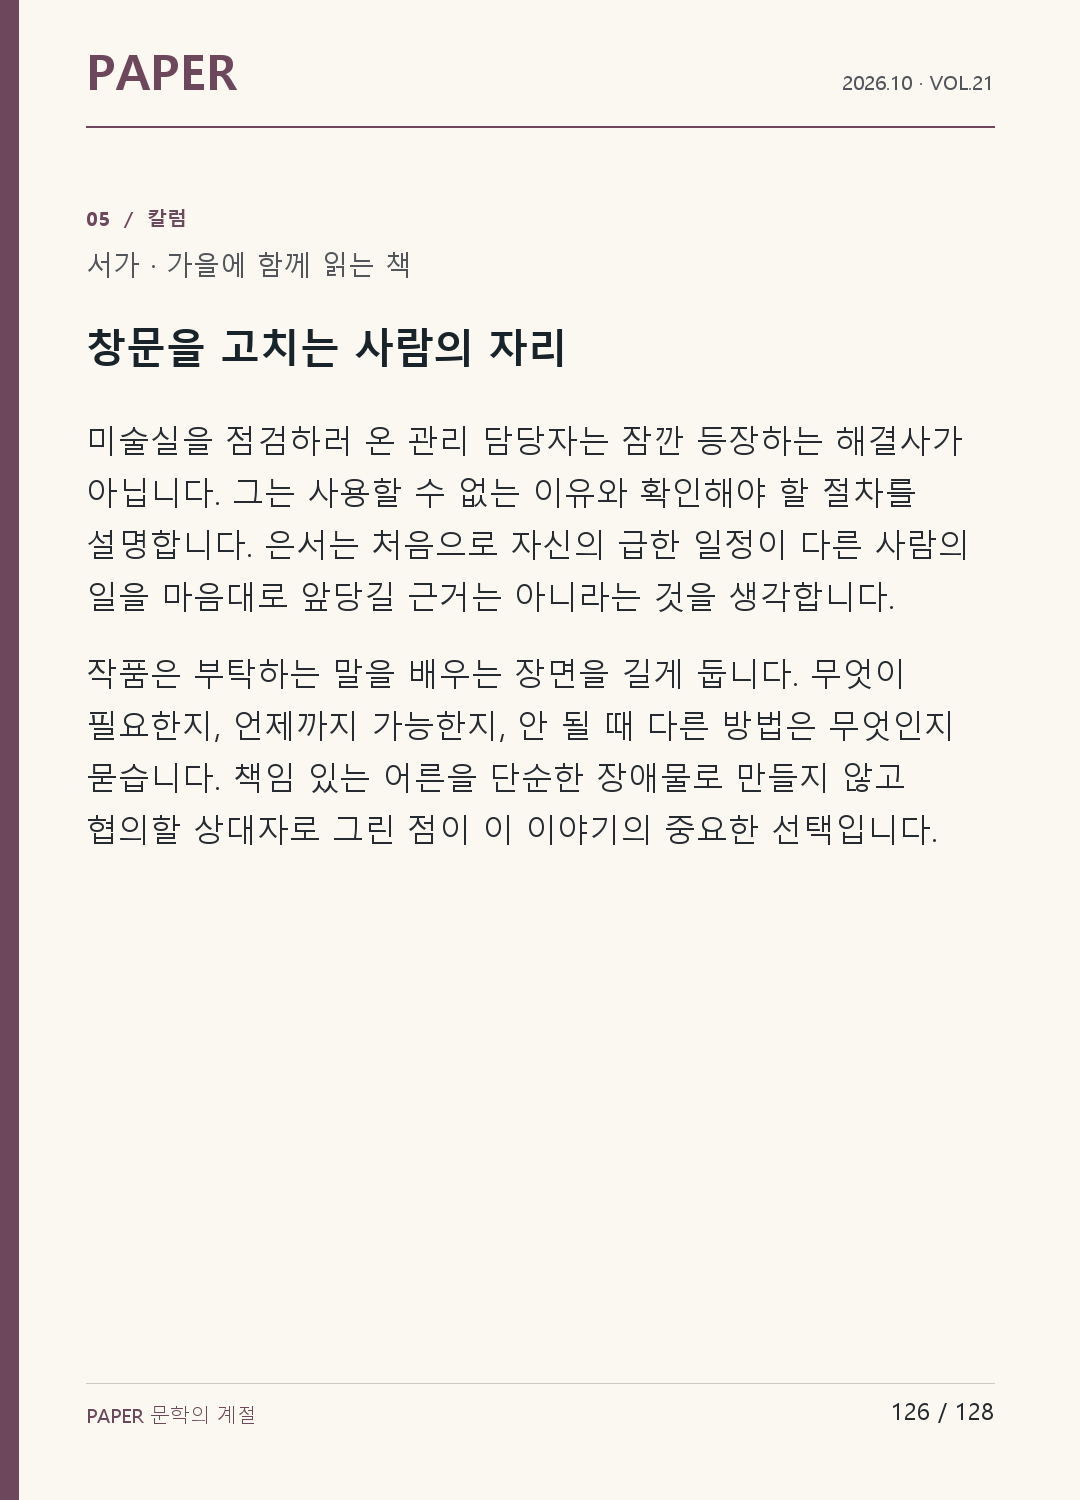 PAPER
2026.10 · VOL.21
05 / 칼럼
서가 · 가을에 함께 읽는 책
창문을 고치는 사람의 자리
미술실을 점검하러 온 관리 담당자는 잠깐 등장하는 해결사가
아닙니다. 그는 사용할 수 없는 이유와 확인해야 할 절차를
설명합니다. 은서는 처음으로 자신의 급한 일정이 다른 사람의
일을 마음대로 앞당길 근거는 아니라는 것을 생각합니다.
작품은 부탁하는 말을 배우는 장면을 길게 둡니다. 무엇이
필요한지, 언제까지 가능한지, 안 될 때 다른 방법은 무엇인지
묻습니다. 책임 있는 어른을 단순한 장애물로 만들지 않고
협의할 상대자로 그린 점이 이 이야기의 중요한 선택입니다.
PAPER 문학의 계절
126 / 128